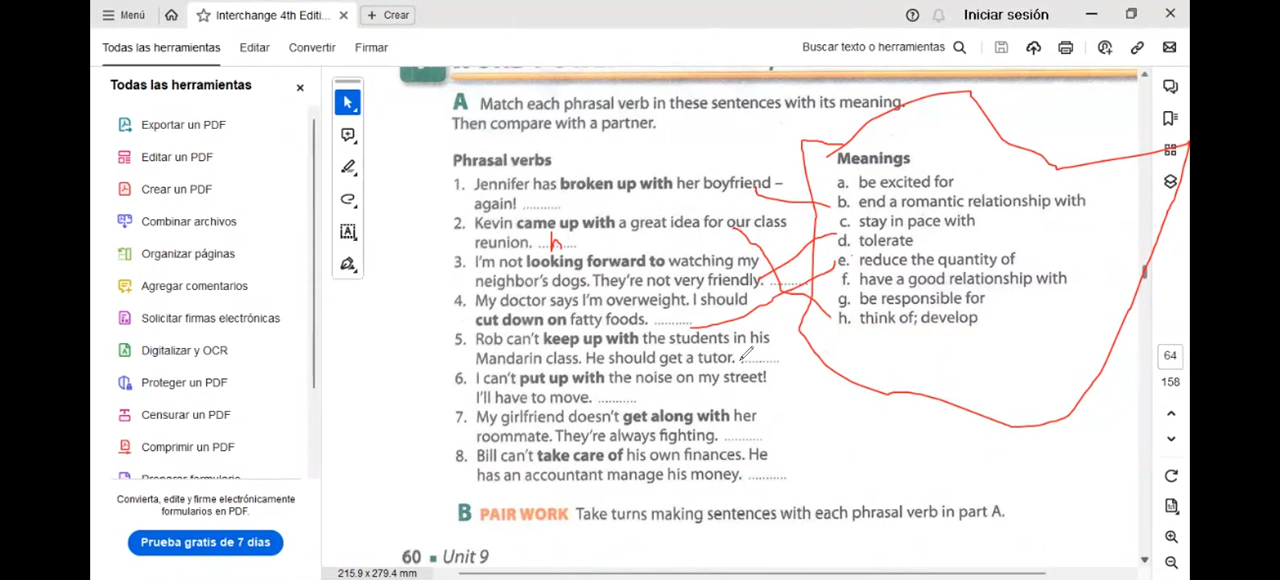 Menú
Interchange 4th Editi...
Crear
Iniciar sesión
Todas las herramientas
Editar
Convertir
Firmar
Buscar texto o herramientas
Todas las herramientas
Exportar un PDF
Editar un PDF
Crear un PDF
Combinar archivos
Organizar páginas
Agregar comentarios
Solicitar firmas electrónicas
Digitalizar y OCR
Proteger un PDF
Censurar un PDF
Comprimir un PDF
Convierta, edite y firme electrónicamente
formularios en PDF.
Prueba gratis de 7 días
A Match each phrasal verb in these sentences with its meaning.
Then compare with a partner.
Phrasal verbs
1. Jennifer has broken up with her boyfriend –
again! ..........
2. Kevin came up with a great idea for our class
reunion. ... h ...
3. I'm not looking forward to watching my
neighbor's dogs. They're not very friendly. ..........
4. My doctor says I'm overweight. I should
cut down on fatty foods. ..........
5. Rob can't keep up with the students in his
Mandarin class. He should get a tutor. ..........
6. I can't put up with the noise on my street!
I'll have to move. ..........
7. My girlfriend doesn't get along with her
roommate. They're always fighting. ..........
8. Bill can't take care of his own finances. He
has an accountant manage his money. ..........
Meanings
a. be excited for
b. end a romantic relationship with
c. stay in pace with
d. tolerate
e. reduce the quantity of
f. have a good relationship with
g. be responsible for
h. think of; develop
B PAIR WORK Take turns making sentences with each phrasal verb in part A.
60 ■ Unit 9
215.9 x 279.4 mm
64
158